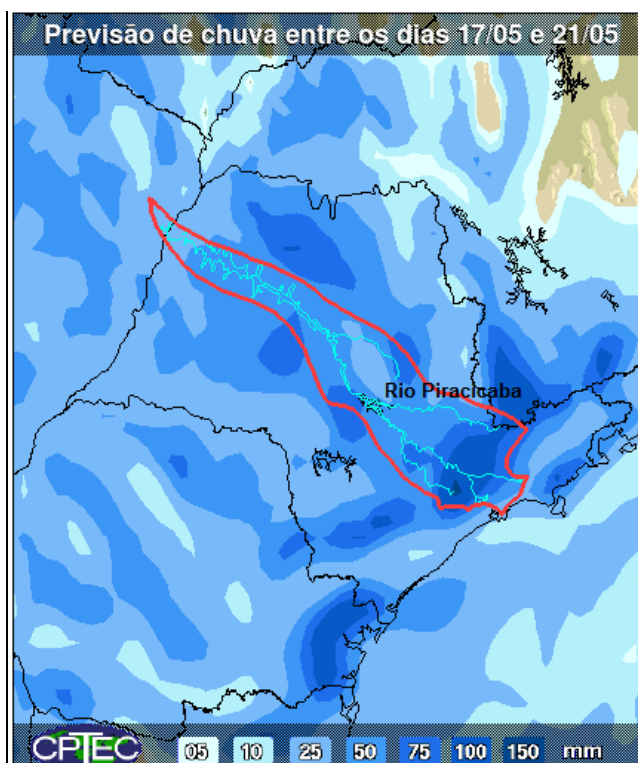 Previsão de chuva entre os dias 17/05 e 21/05
Rio Piracicaba
CPTEC 05 10 25 50 75 100 150 mm